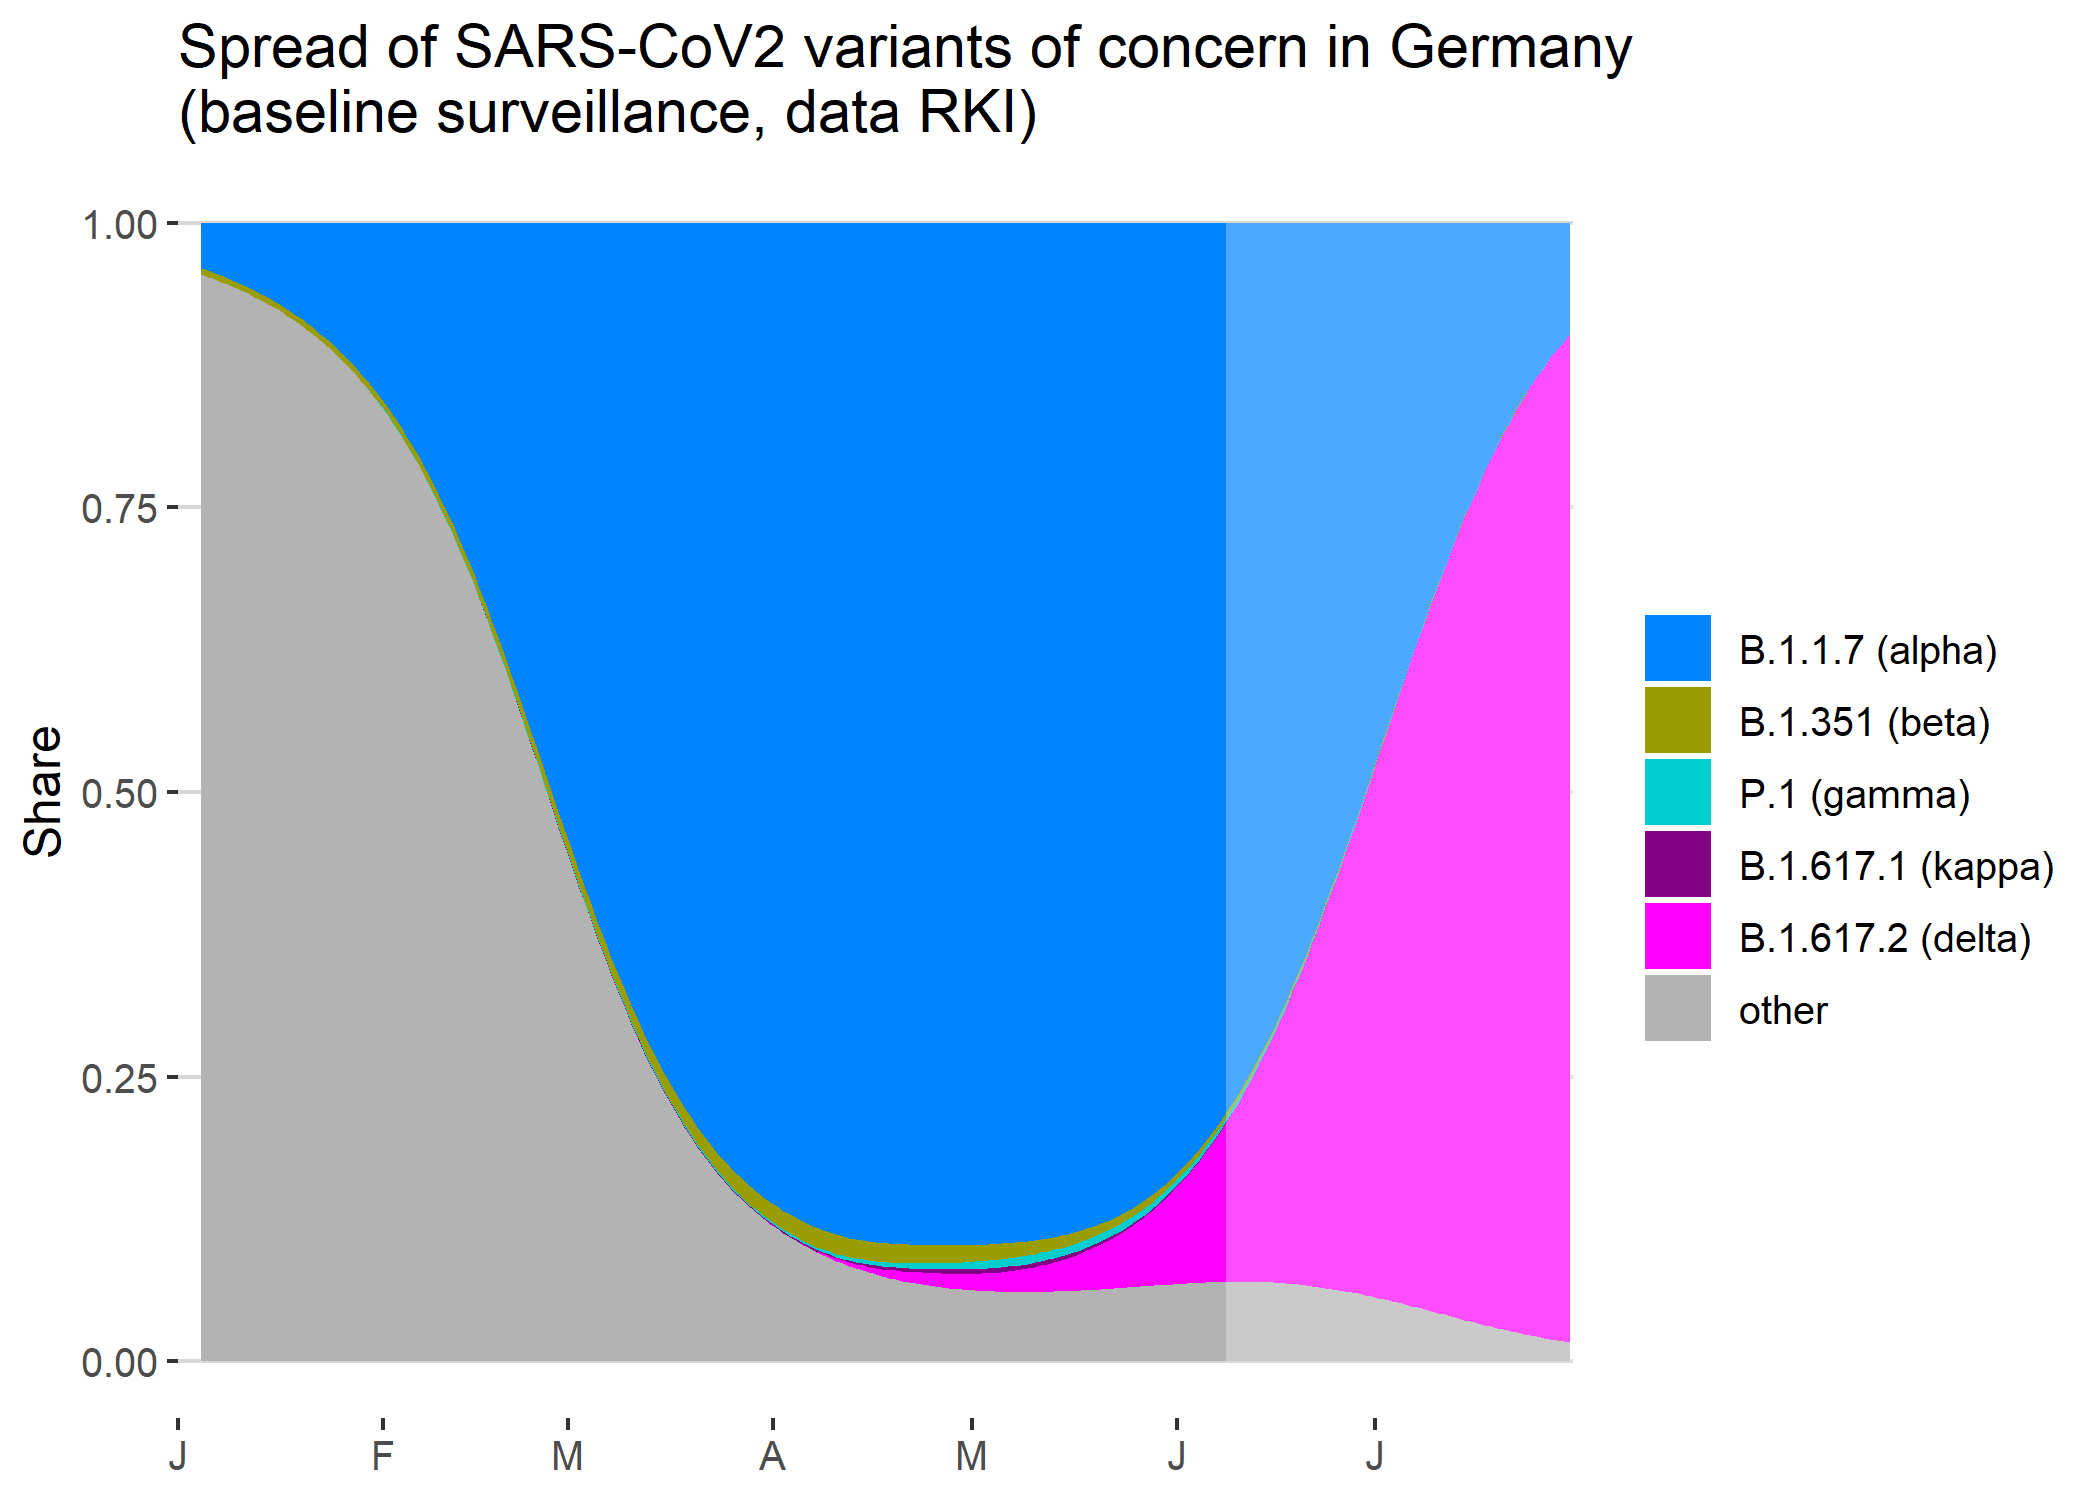 Spread of SARS-CoV2 variants of concern in Germany
(baseline surveillance, data RKI)
1.00
0.75
0.50
0.25
0.00
Share
J F M A M J J
B.1.1.7 (alpha)
B.1.351 (beta)
P.1 (gamma)
B.1.617.1 (kappa)
B.1.617.2 (delta)
other